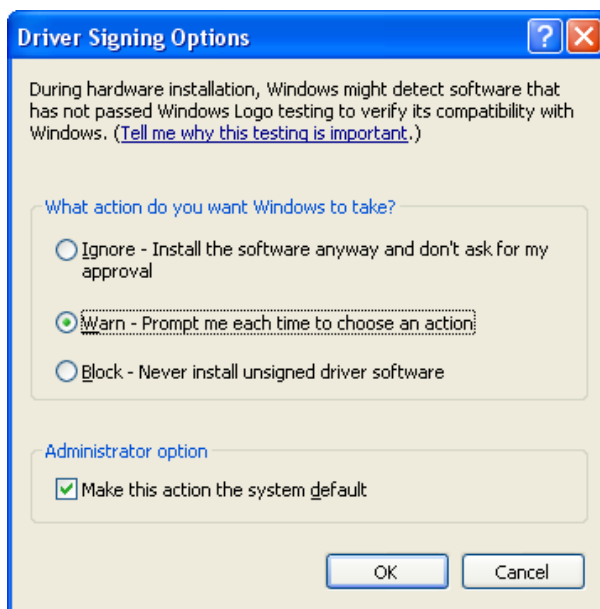 Driver Signing Options
During hardware installation, Windows might detect software that
has not passed Windows Logo testing to verify its compatibility with
Windows. (Tell me why this testing is important.)
What action do you want Windows to take?
Ignore - Install the software anyway and don't ask for my
approval
Warn - Prompt me each time to choose an action
Block - Never install unsigned driver software
Administrator option
Make this action the system default
OK Cancel